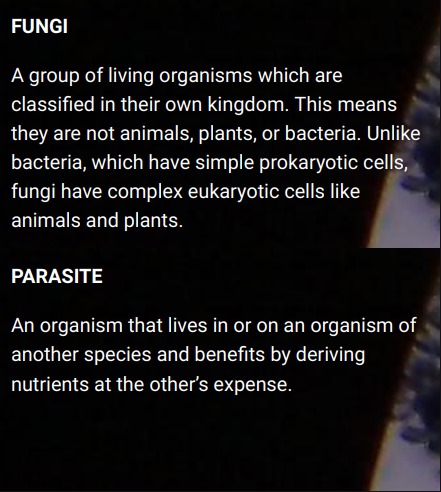 FUNGI
A group of living organisms which are
classified in their own kingdom. This means
they are not animals, plants, or bacteria. Unlike
bacteria, which have simple prokaryotic cells,
fungi have complex eukaryotic cells like
animals and plants.
PARASITE
An organism that lives in or on an organism of
another species and benefits by deriving
nutrients at the other’s expense.